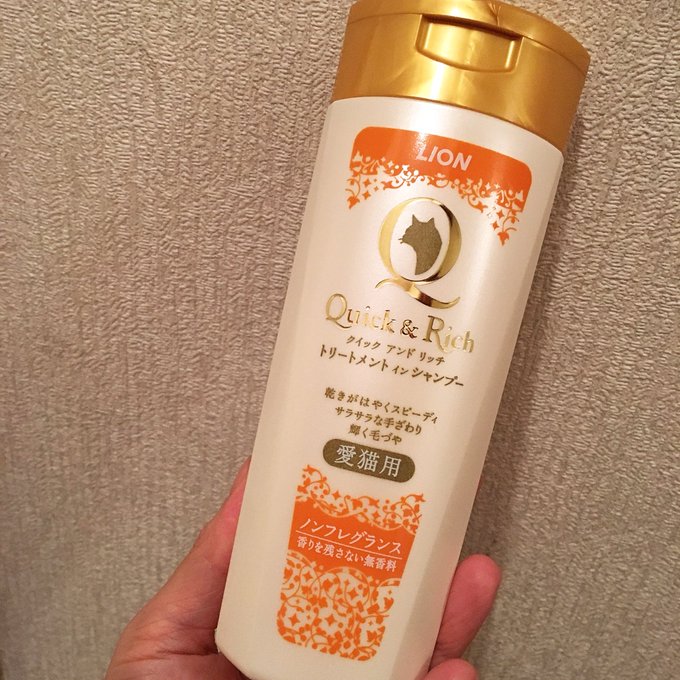 LION
Quick & Rich
クイック アンド リッチ
トリートメント イン シャンプー
乾きがはやくスピーディ
サラサラな手ざわり
輝く毛づや
愛猫用
ノンフレグランス
香りを残さない無香料